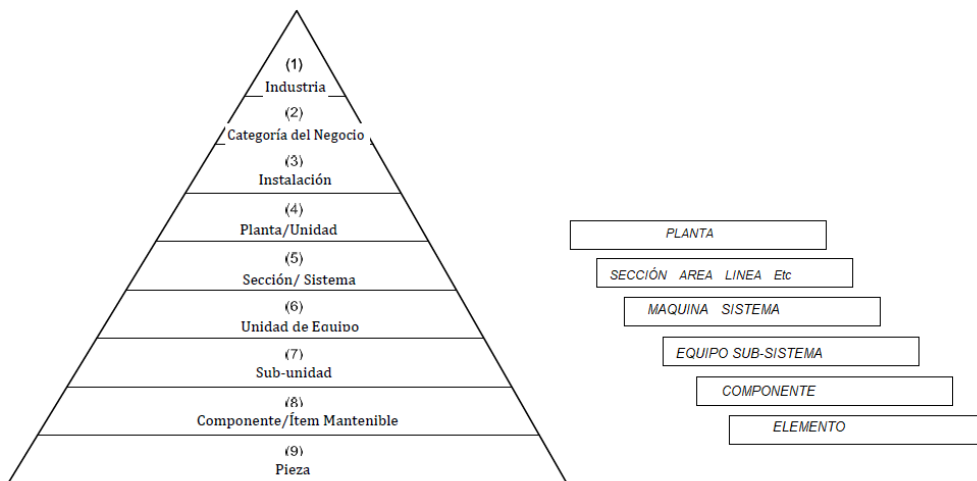 (1)
Industria
(2)
Categoría del Negocio
(3)
Instalación
(4)
Planta/Unidad
(5)
Sección/ Sistema
(6)
Unidad de Equipo
(7)
Sub-unidad
(8)
Componente/Ítem Mantenible
(9)
Pieza
PLANTA
SECCIÓN AREA LINEA Etc
MAQUINA SISTEMA
EQUIPO SUB-SISTEMA
COMPONENTE
ELEMENTO